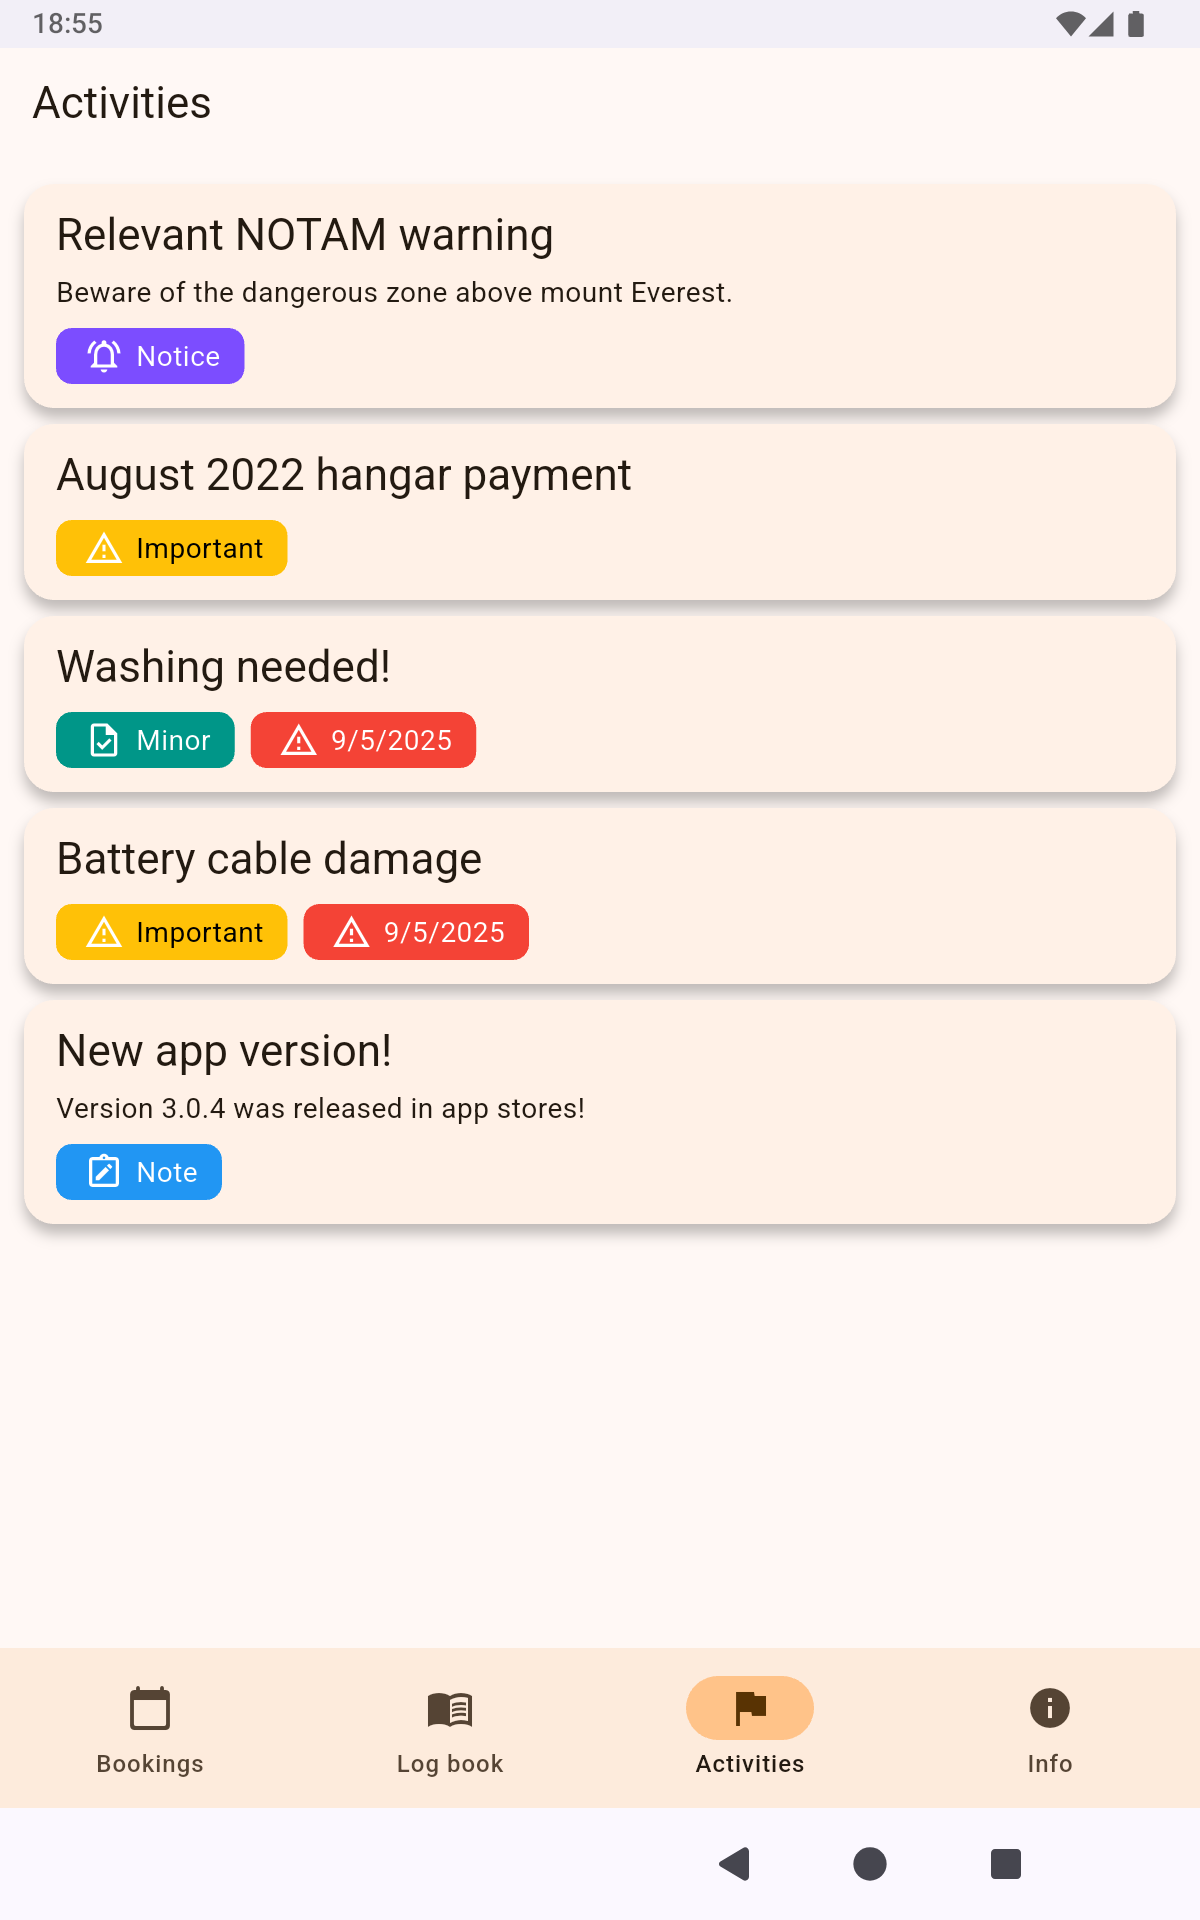 18:55
Activities
Relevant NOTAM warning
Beware of the dangerous zone above mount Everest.
Notice
August 2022 hangar payment
Important
Washing needed!
Minor 9/5/2025
Battery cable damage
Important 9/5/2025
New app version!
Version 3.0.4 was released in app stores!
Note
Bookings Log book Activities Info